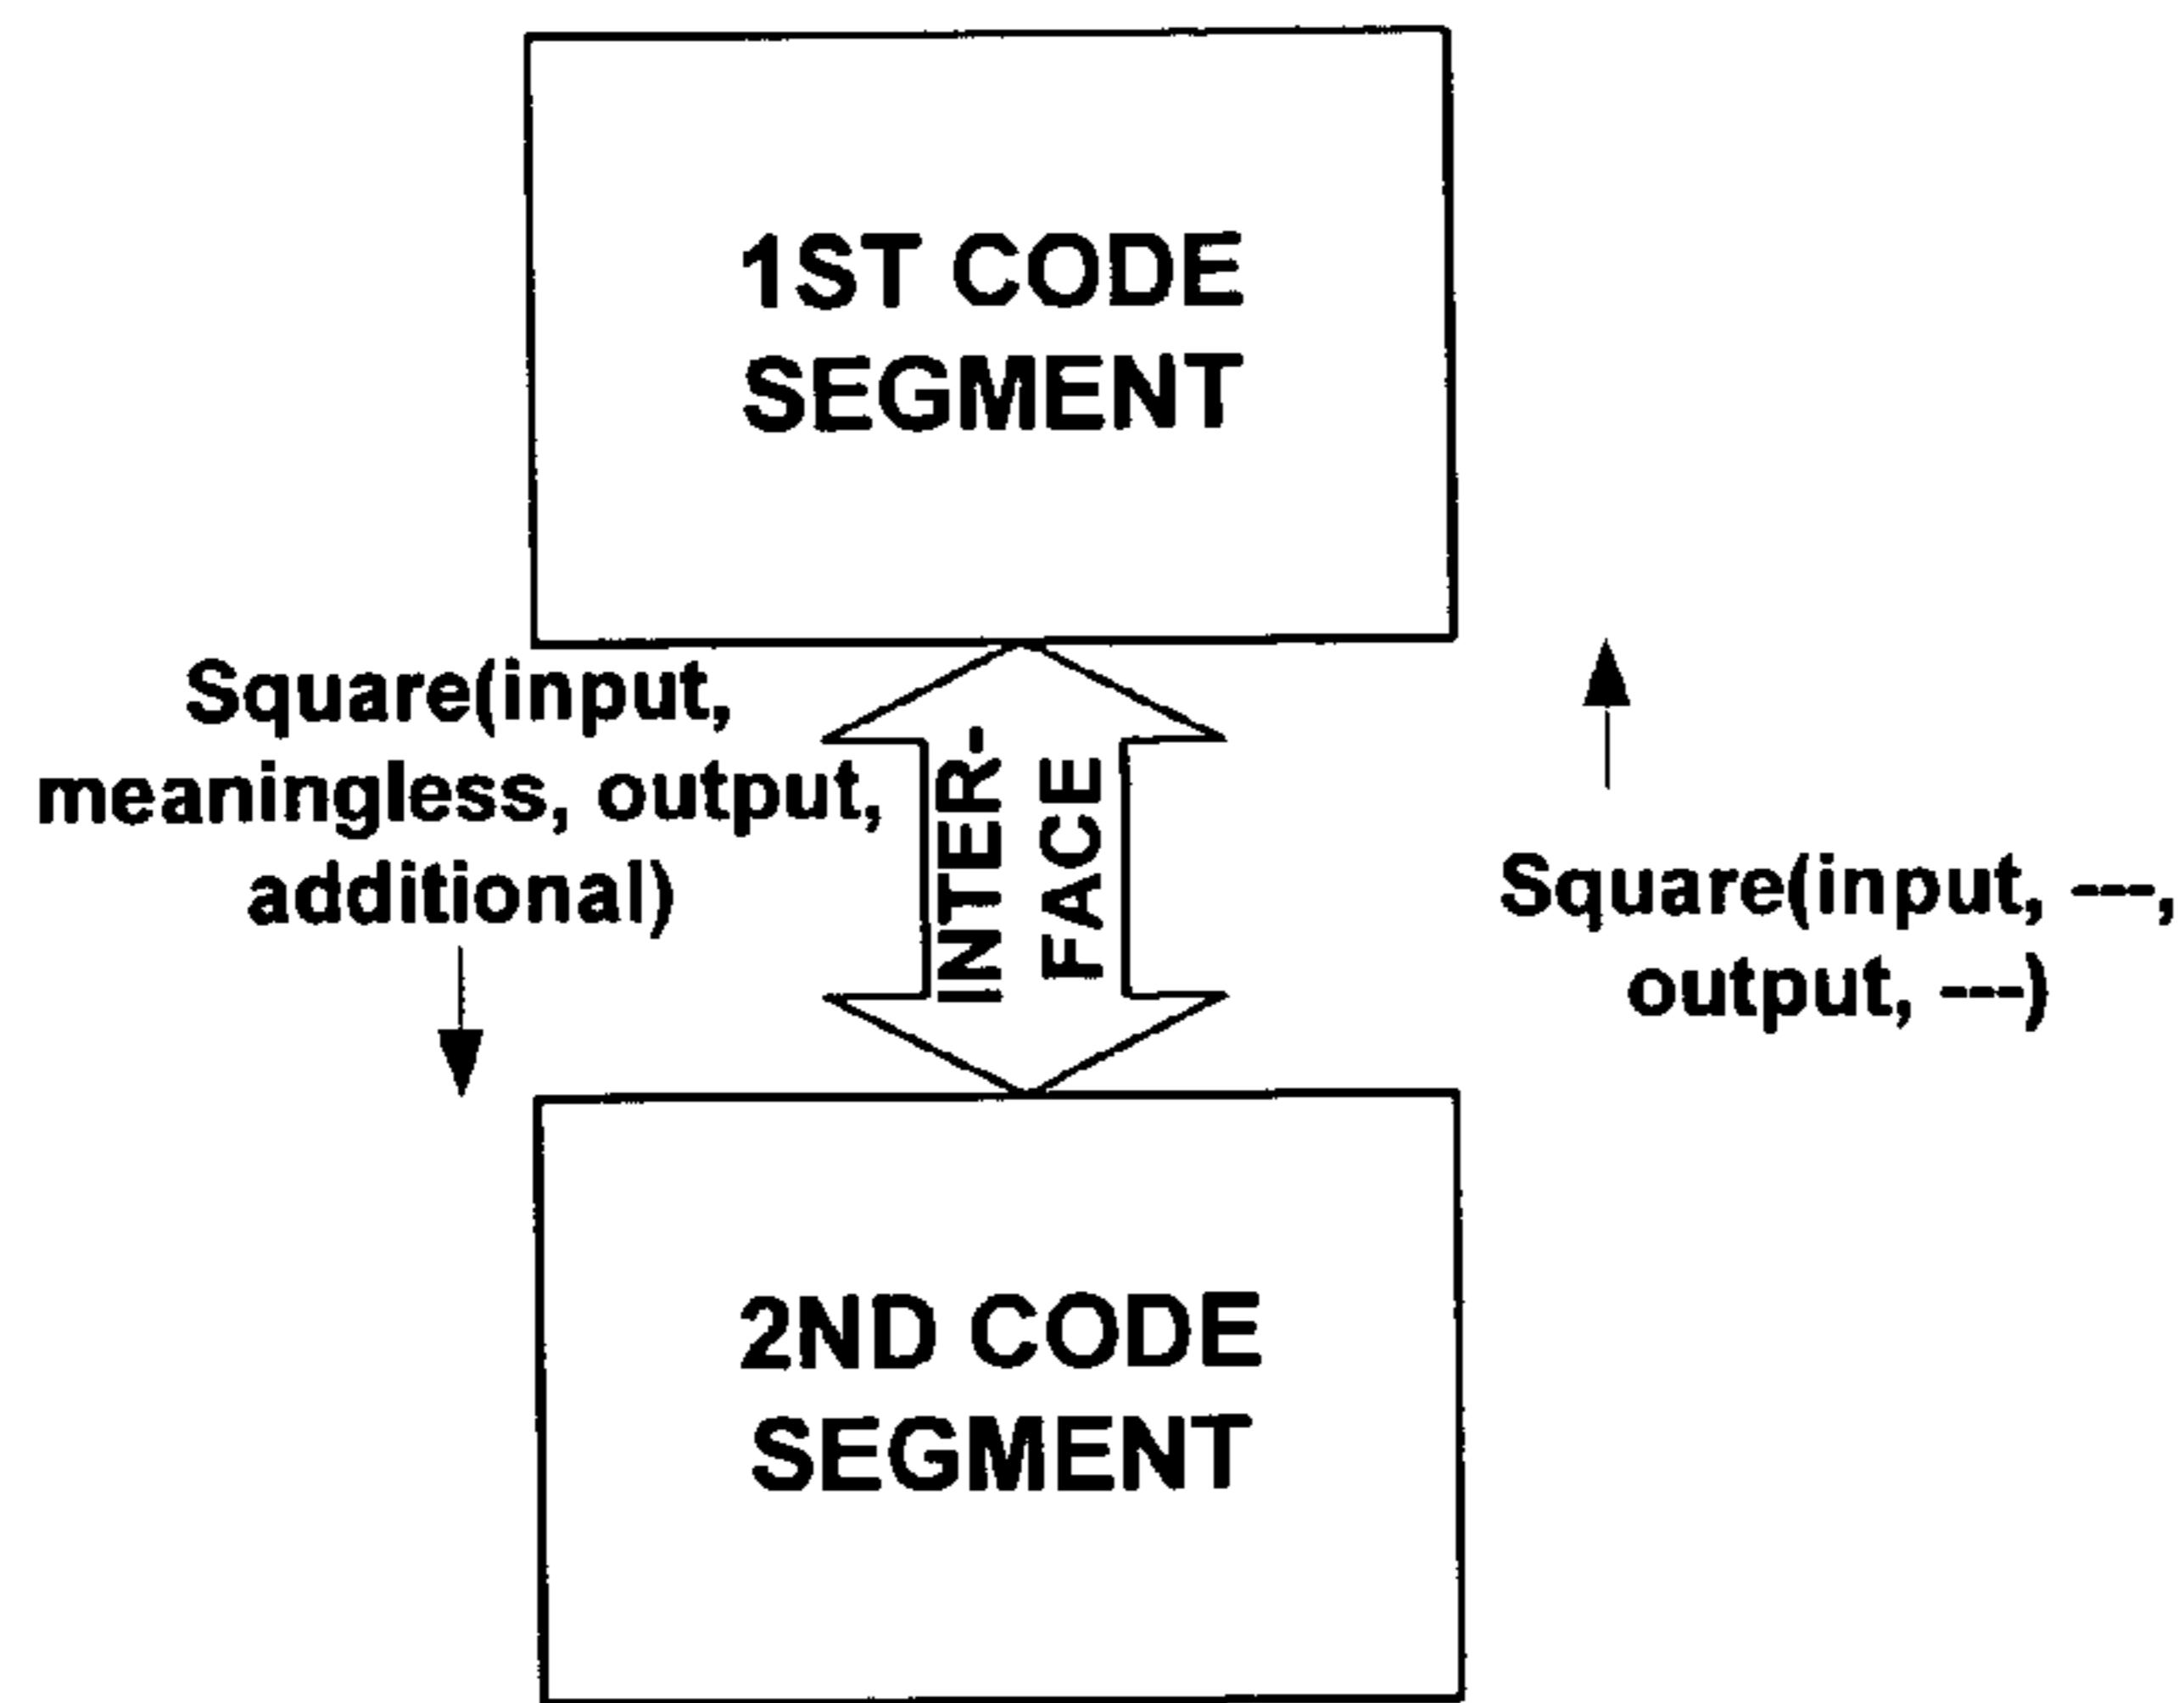 1ST CODE
SEGMENT
Square(input,
meaningless, output,
additional)
INTER-
FACE
Square(input, ---,
output, ---)
2ND CODE
SEGMENT